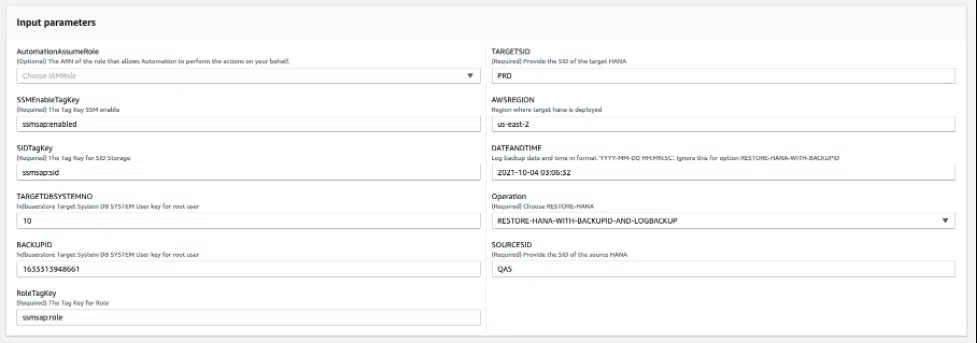 Input parameters
AutomationAssumeRole
(Optional) The ARN of the role that allows Automation to perform the actions on your behalf.
Choose IAMRole
SSMEnableTagKey
(Required) The Tag Key SSM enable
ssmsap:enabled
SIDTagKey
(Required) The Tag Key for SID Storage
ssmsap:sid
TARGETDBSYSTEMNO
hdbuserstore Target System DB SYSTEM User key for root user
10
BACKUPID
hdbuserstore Target System DB SYSTEM User key for root user
1633313948661
RoleTagKey
(Required) The Tag Key for Role
ssmsap:role
TARGETSID
(Required) Provide the SID of the target HANA
PRD
AWSREGION
Region where target hana is deployed
us-east-2
DATEANDTIME
Log backup date and time in format 'YYYY-MM-DD HH:MN:SC'. Ignore this for option RESTORE-HANA-WITH-BACKUPID
2021-10-04 03:06:32
Operation
(Required) Choose RESTORE-HANA
RESTORE-HANA-WITH-BACKUPID-AND-LOGBACKUP
SOURCESID
(Required) Provide the SID of the source HANA
QAS